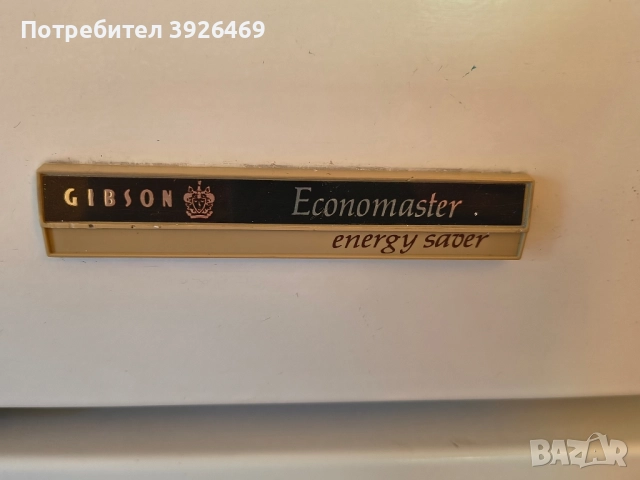 Потребител 3926469
GIBSON Economaster
energy saver
BAZAR